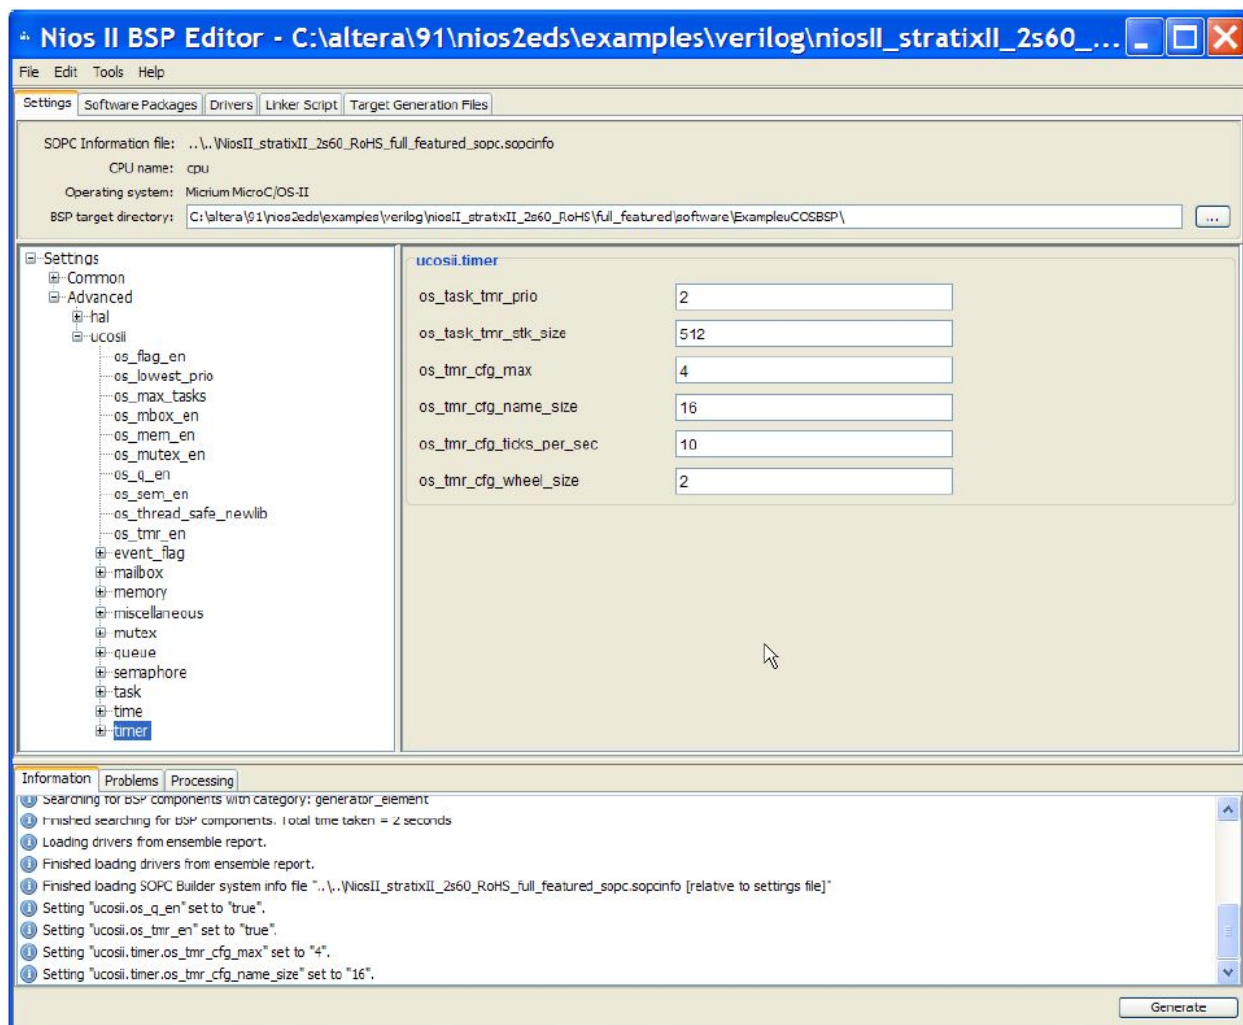 Nios II BSP Editor - C:\altera\91\nios2eds\examples\verilog\niosII_stratixII_2s60_...
File Edit Tools Help
Settings Software Packages Drivers Linker Script Target Generation Files
SOPC Information file: ..\..\NiosII_stratixII_2s60_RoHS_full_featured_sopc.sopcinfo
CPU name: cpu
Operating system: Micrium MicroC/OS-II
BSP target directory: C:\altera\91\nios2eds\examples\verilog\niosII_stratixII_2s60_RoHS\full_featured\software\ExampleuCOSBSP\ ...
Settings
Common
Advanced
hal
ucosii
os_flag_en
os_lowest_prio
os_max_tasks
os_mbox_en
os_mem_en
os_mutex_en
os_q_en
os_sem_en
os_thread_safe_newlib
os_tmr_en
event_flag
mailbox
memory
miscellaneous
mutex
queue
semaphore
task
time
timer
ucosii.timer
os_task_tmr_prio 2
os_task_tmr_stk_size 512
os_tmr_cfg_max 4
os_tmr_cfg_name_size 16
os_tmr_cfg_ticks_per_sec 10
os_tmr_cfg_wheel_size 2
Information Problems Processing
Searching for BSP components with category: generator_element
Finished searching for BSP components. Total time taken = 2 seconds
Loading drivers from ensemble report.
Finished loading drivers from ensemble report.
Finished loading SOPC Builder system info file "..\..\NiosII_stratixII_2s60_RoHS_full_featured_sopc.sopcinfo [relative to settings file]"
Setting "ucosii.os_q_en" set to "true".
Setting "ucosii.os_tmr_en" set to "true".
Setting "ucosii.timer.os_tmr_cfg_max" set to "4".
Setting "ucosii.timer.os_tmr_cfg_name_size" set to "16".
Generate